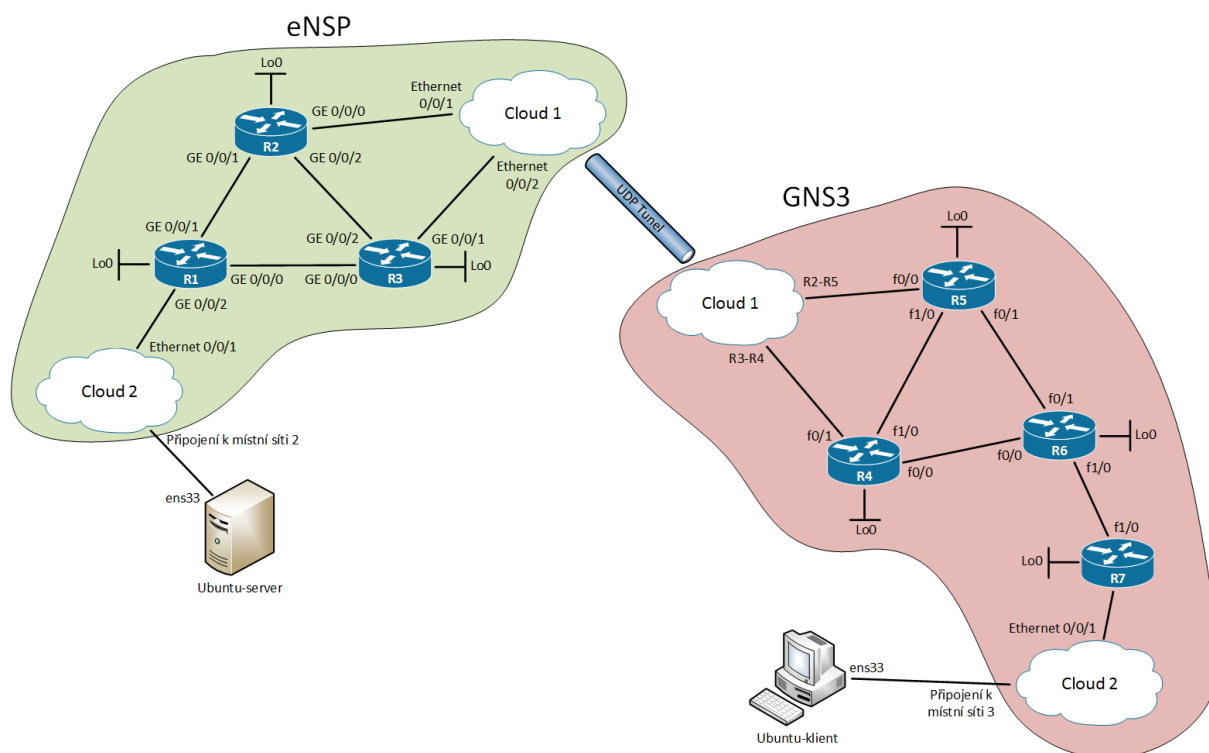 eNSP
Lo0
Ethernet
0/0/1
GE 0/0/0
Cloud 1
R2
GE 0/0/1
GE 0/0/2
Ethernet
0/0/2
UDP Tunel
GE 0/0/1
GE 0/0/2
GE 0/0/1
Lo0
R1
GE 0/0/0
GE 0/0/0
R3
Lo0
GE 0/0/2
Ethernet 0/0/1
Cloud 2
Připojení k místní síti 2
ens33
Ubuntu-server
GNS3
Lo0
Cloud 1
R2-R5
f0/0
R5
f1/0
f0/1
R3-R4
f0/1
f0/1
f1/0
R4
f0/0
f0/0
R6
Lo0
f1/0
Lo0
f1/0
Lo0
R7
Ethernet 0/0/1
ens33
Cloud 2
Připojení k
místní síti 3
Ubuntu-klient